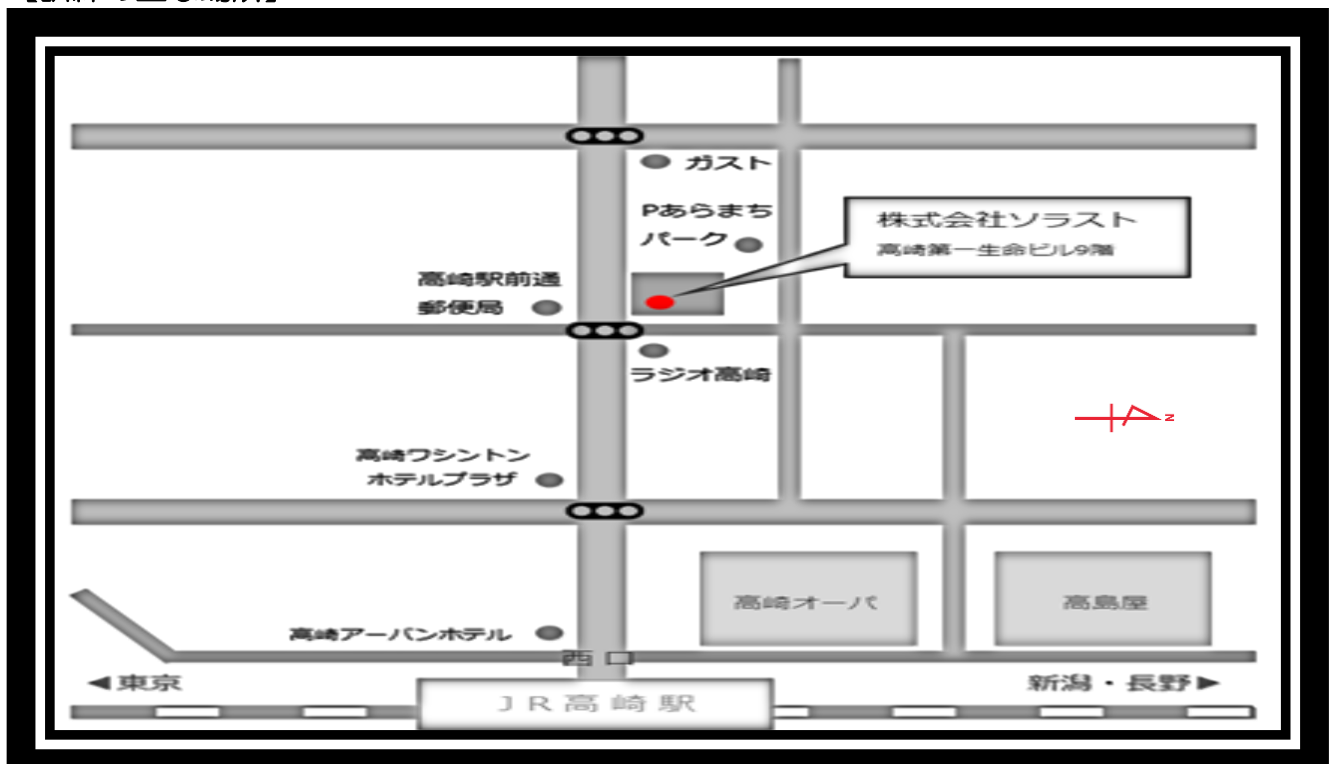 ガスト
Pあらまち
パーク
株式会社ソラスト
高崎第一生命ビル9階
高崎駅前通
郵便局
ラジオ高崎
N
高崎ワシントン
ホテルプラザ
高崎オーパ
高島屋
高崎アーバンホテル
西口
◀東京
新潟・長野▶
JR高崎駅